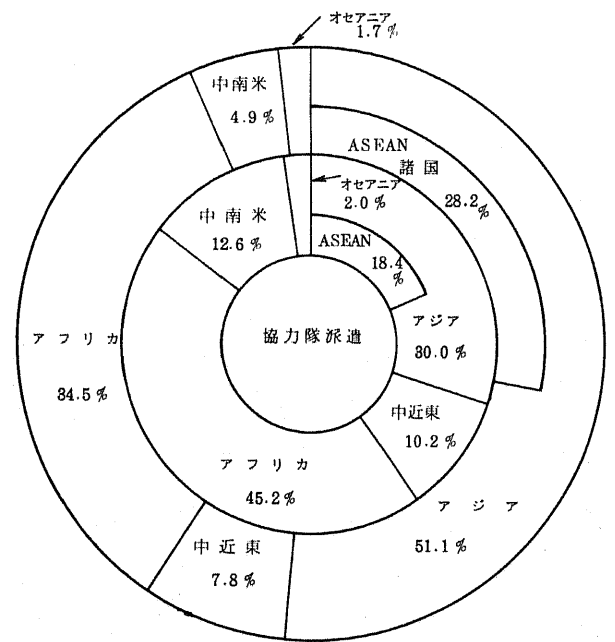 オセアニア
1.7%
中南米
4.9%
ASEAN
諸国
28.2%
オセアニア
2.0%
中南米
12.6%
ASEAN
18.4
%
協力隊派遣
アジア
30.0%
アフリカ
34.5%
中近東
10.2%
アフリカ
45.2%
アジア
51.1%
中近東
7.8%